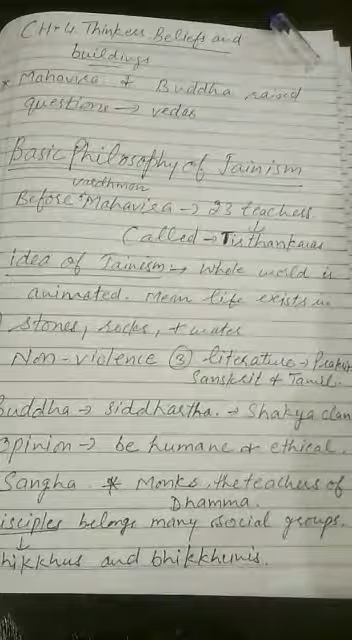 CH-4 Thinkers Beliefs and
buildings
* Mahavira & Buddha raised
questions → vedas
Basic Philosophy of Jainism
vardhman
Before Mahavira → 23 teachers
Called → Tirthankaras
idea of Jainism → Whole world is
animated. Mean life exists in
stones, rocks, & water
Non-violence ③ literature → Prakrit
Sanskrit & Tamil.
Buddha → siddhartha. → Shakya clan
Opinion → be humane & ethical.
Sangha * Monks, the teachers of
Dhamma.
isciples belongs many social groups.
↓
hikkhus and bhikkhunis.